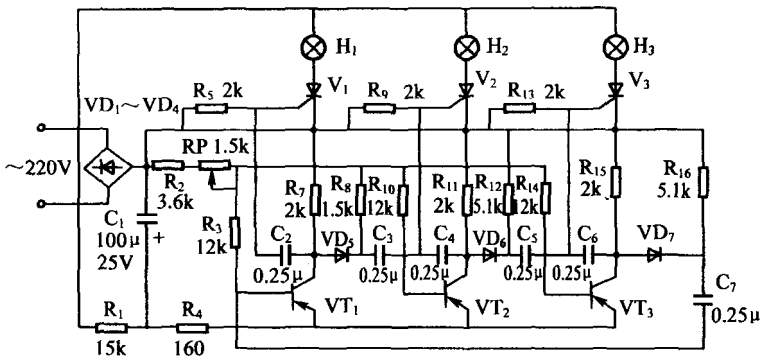 H₁
H₂
H₃
V₁
V₂
V₃
R₅ 2k
R₉ 2k
R₁₃ 2k
VD₁～VD₄
～220V
RP 1.5k
R₂
3.6k
C₁
100μ
25V
+
R₃
12k
R₇
2k
R₈
1.5k
R₁₀
12k
R₁₁
2k
R₁₂
5.1k
R₁₄
12k
R₁₅
2k
R₁₆
5.1k
C₂
0.25μ
VD₅
C₃
0.25μ
C₄
0.25μ
VD₆
C₅
0.25μ
C₆
0.25μ
VD₇
C₇
0.25μ
VT₁
VT₂
VT₃
R₁
15k
R₄
160